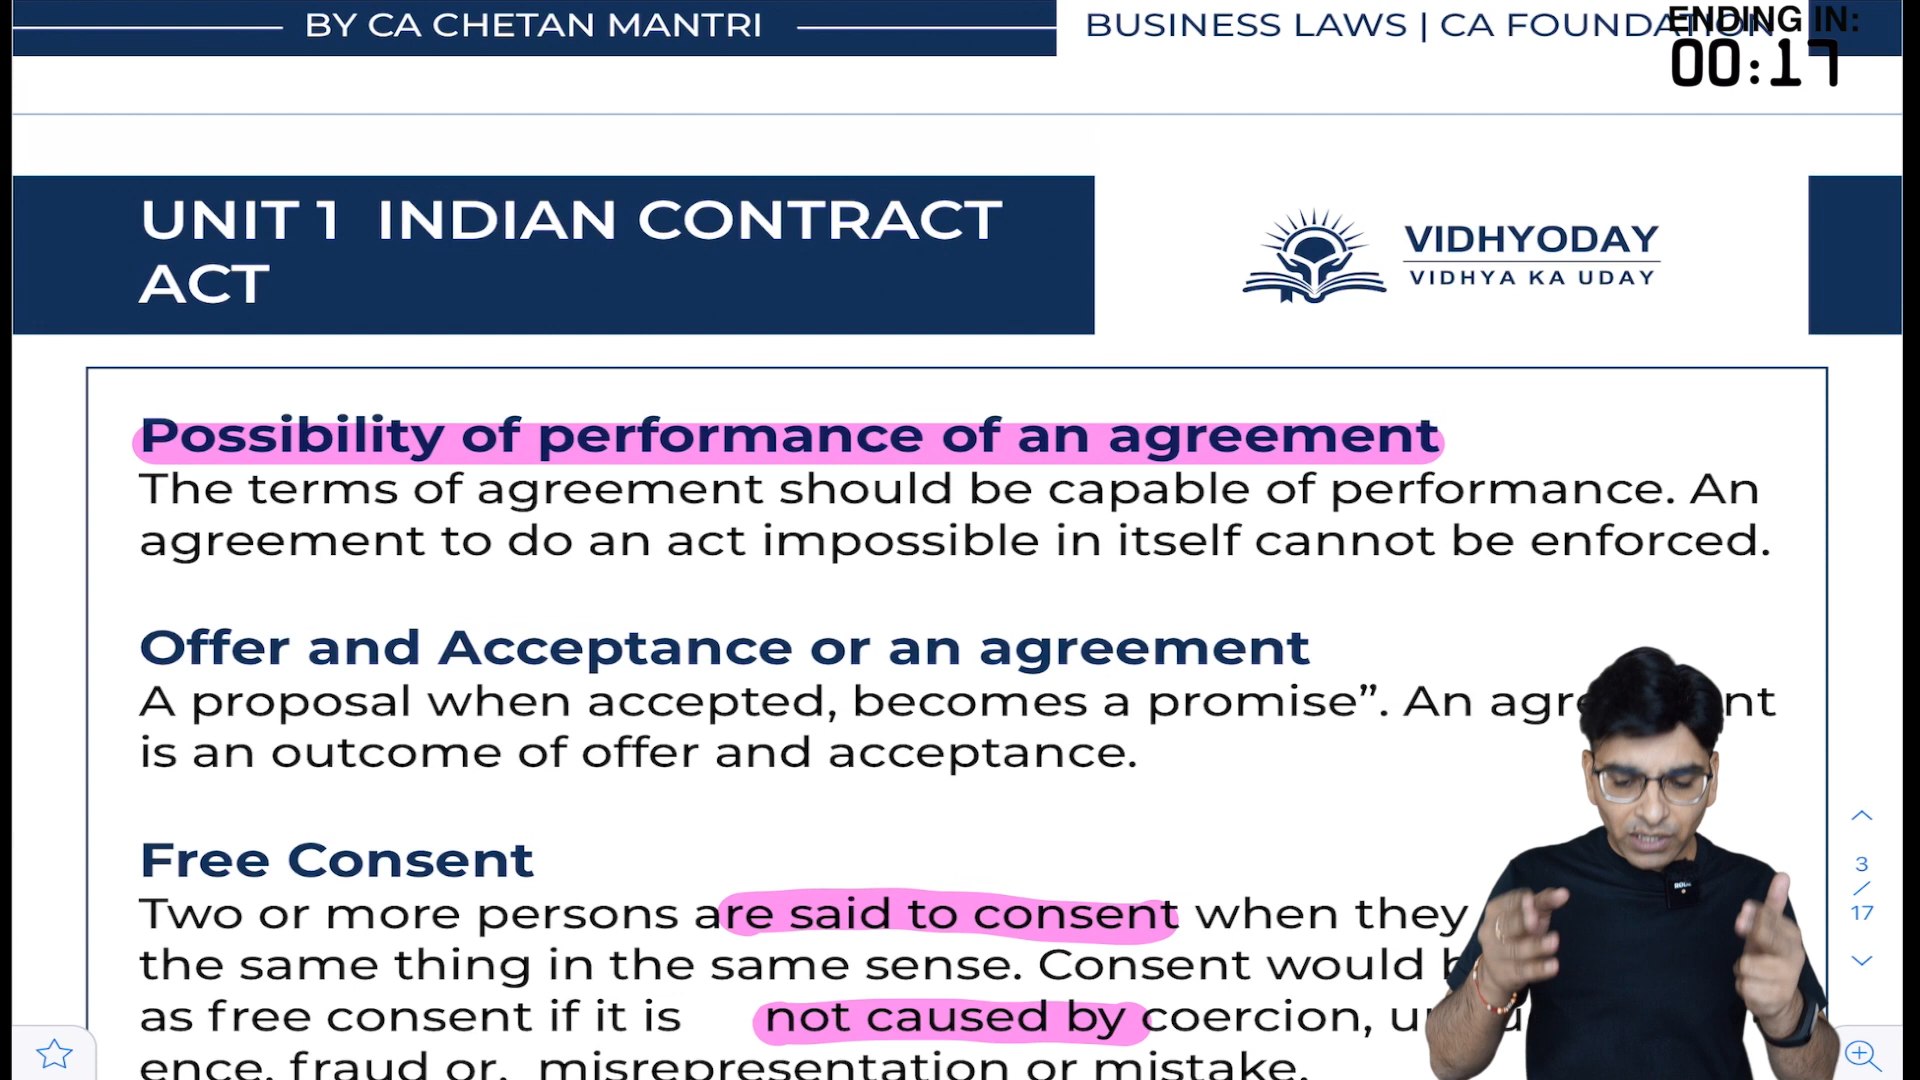 BY CA CHETAN MANTRI
BUSINESS LAWS | CA FOUNDATION
ENDING IN:
00:17
UNIT 1 INDIAN CONTRACT
ACT
VIDHYODAY
VIDHYA KA UDAY
Possibility of performance of an agreement
The terms of agreement should be capable of performance. An
agreement to do an act impossible in itself cannot be enforced.
Offer and Acceptance or an agreement
A proposal when accepted, becomes a promise”. An
is an outcome of offer and acceptance.
Free Consent
Two or more persons are said to consent when they
the same thing in the same sense. Consent would
as free consent if it is not caused by coercion,
ence, fraud or, misrepresentation or mistake.
3
/
17